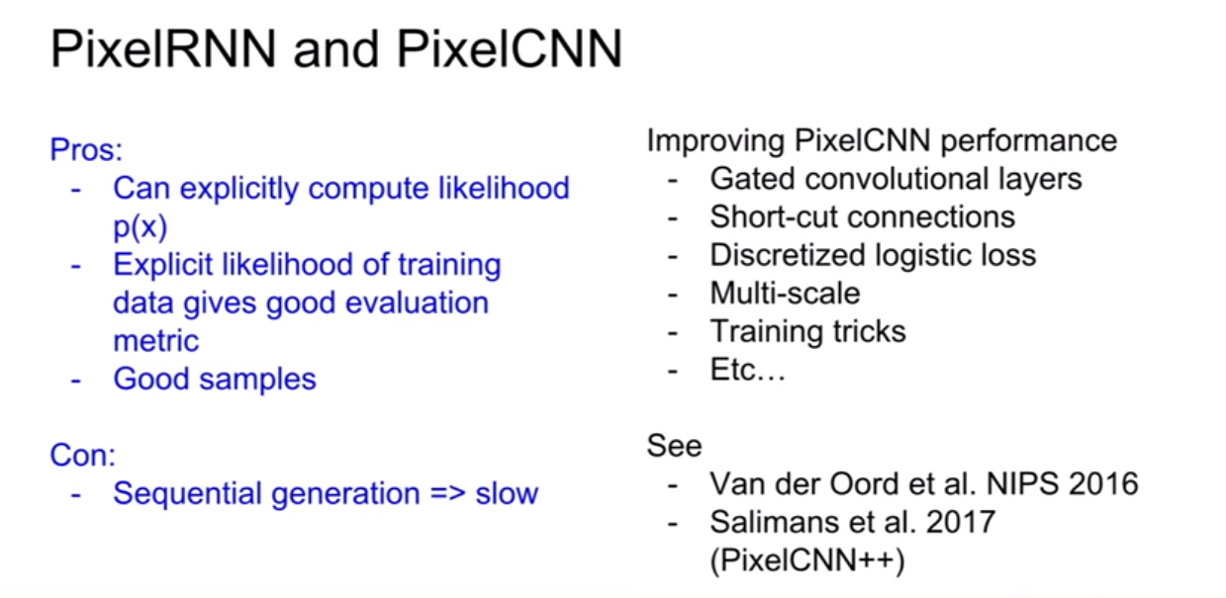 PixelRNN and PixelCNN
Pros:
- Can explicitly compute likelihood
p(x)
- Explicit likelihood of training
data gives good evaluation
metric
- Good samples
Con:
- Sequential generation => slow
Improving PixelCNN performance
- Gated convolutional layers
- Short-cut connections
- Discretized logistic loss
- Multi-scale
- Training tricks
- Etc…
See
- Van der Oord et al. NIPS 2016
- Salimans et al. 2017
(PixelCNN++)